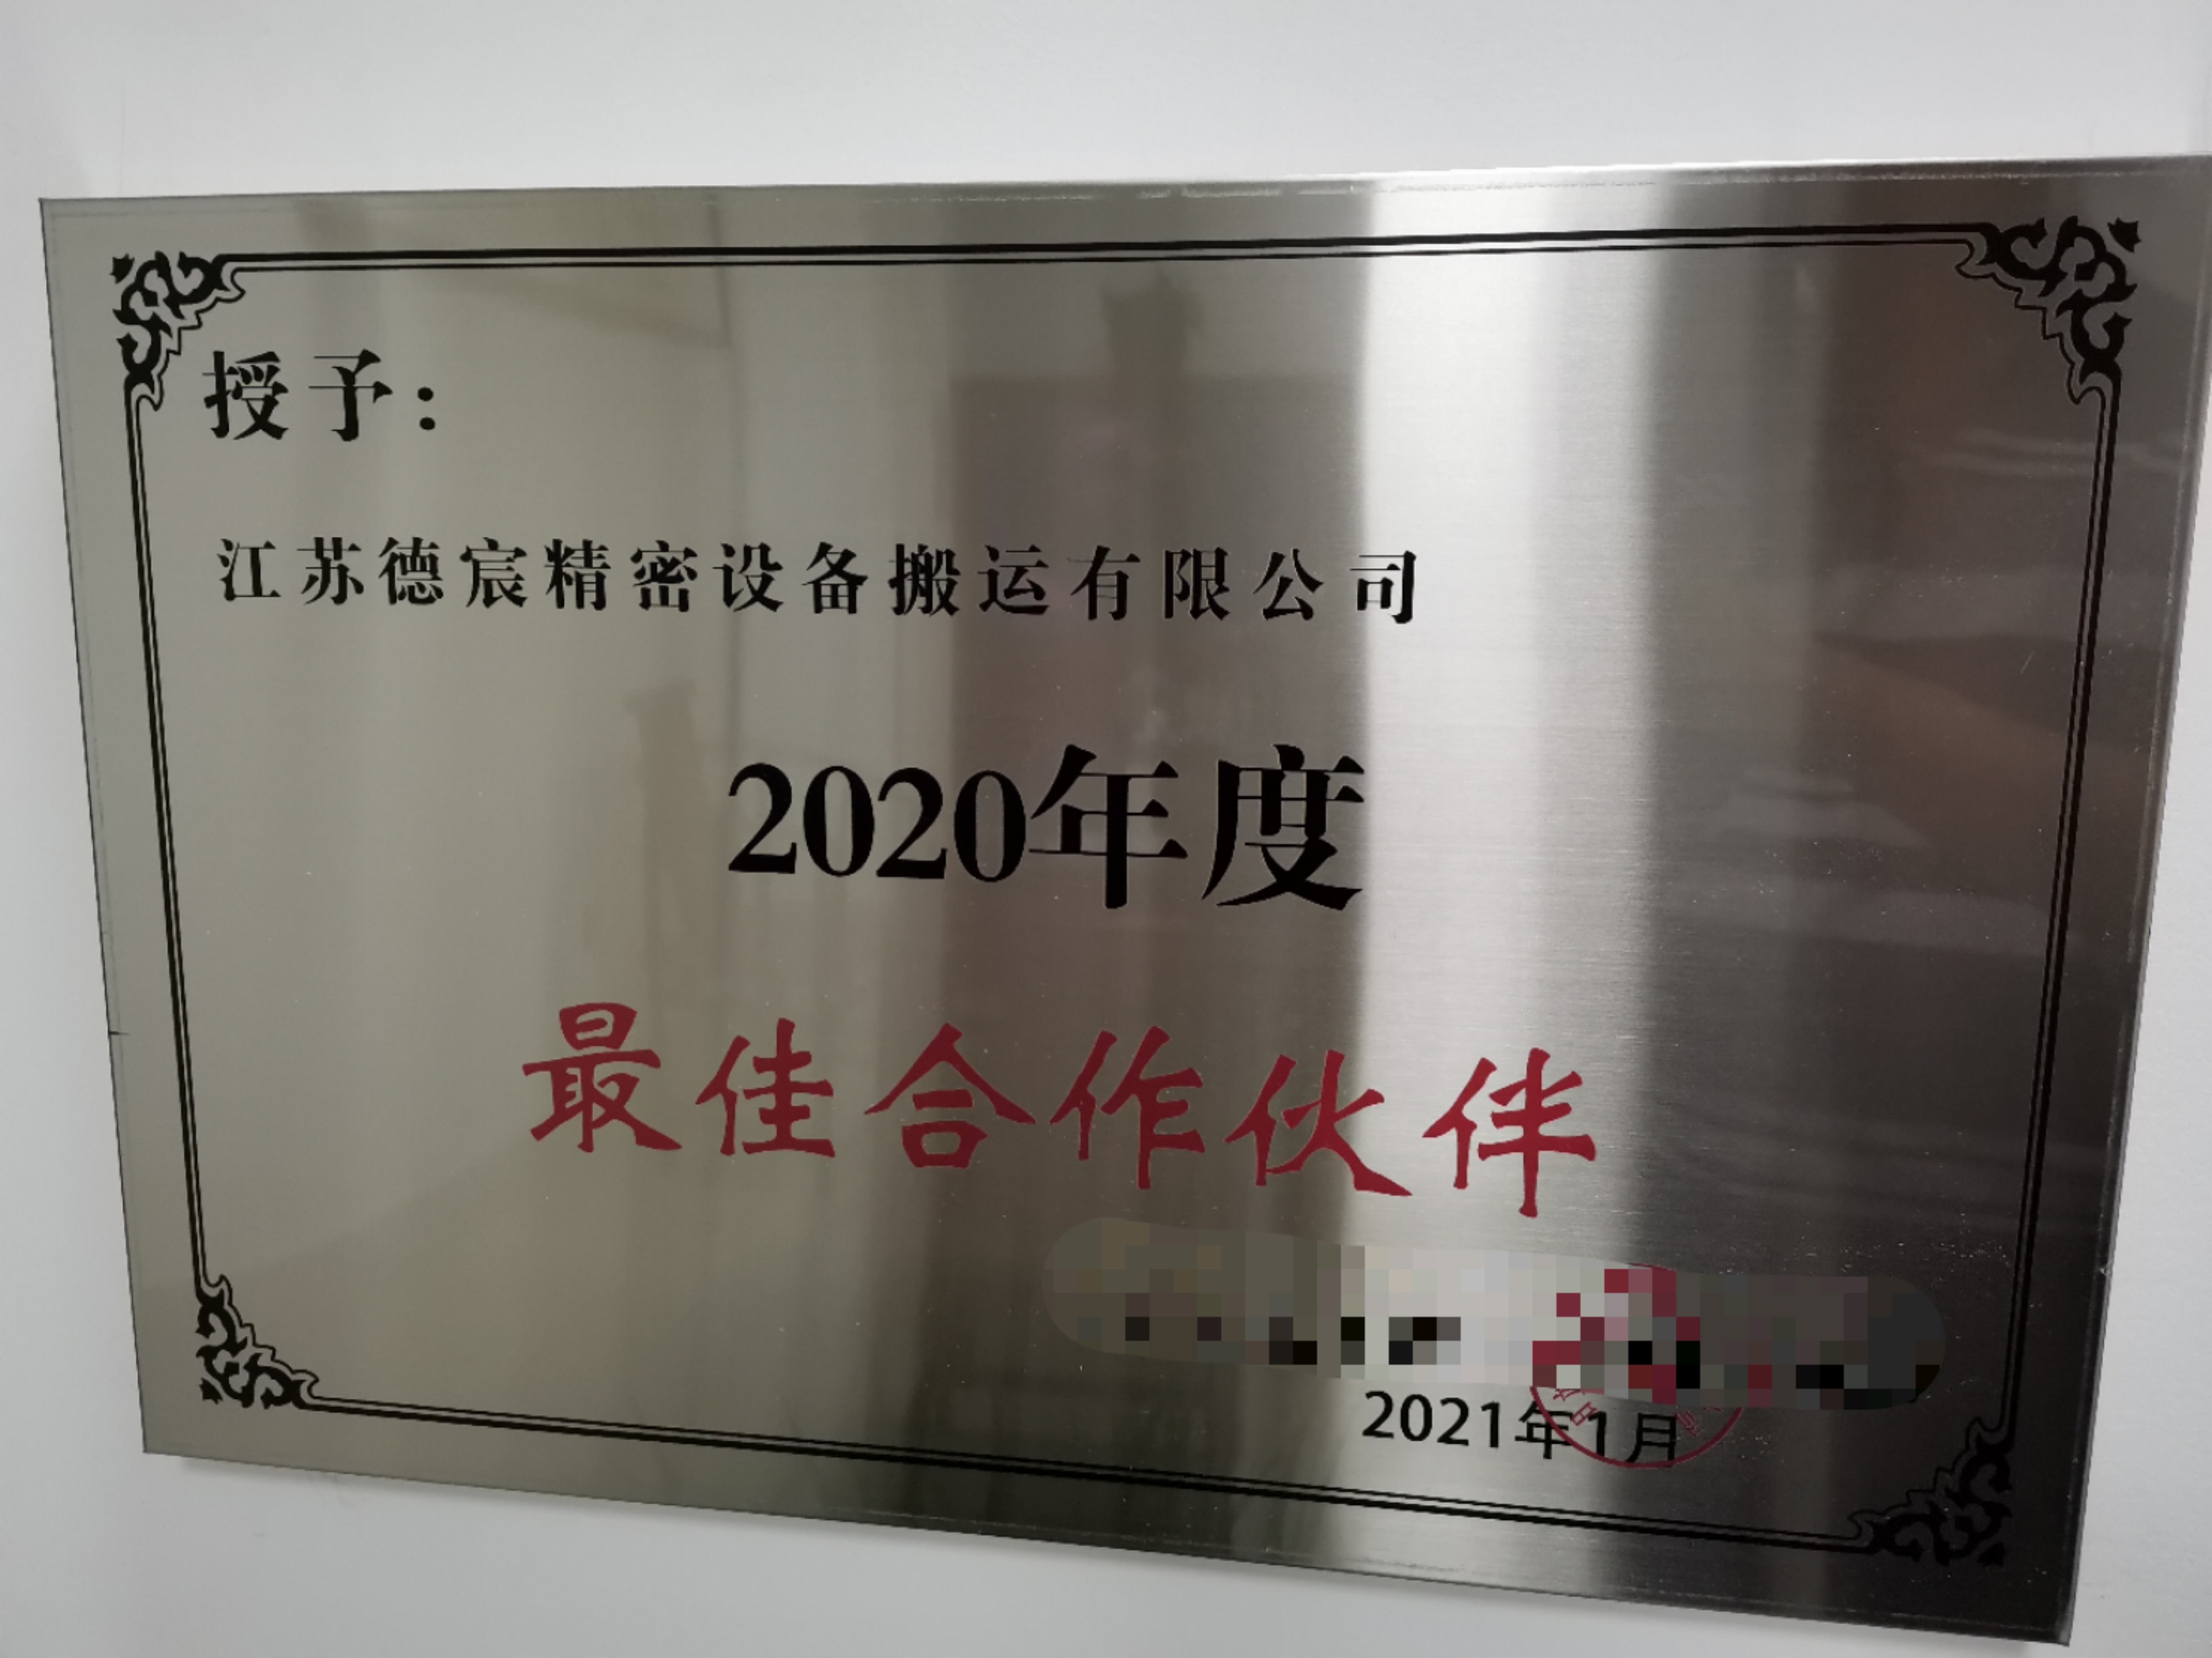 授予：
江苏德宸精密设备搬运有限公司
2020年度
最佳合作伙伴
2021年1月